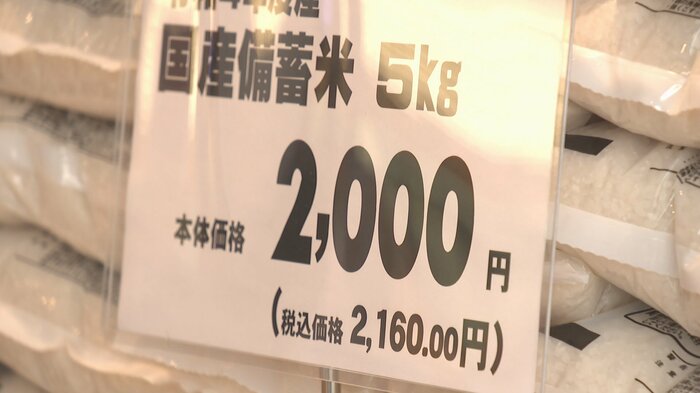 国産備蓄米 5kg
本体価格 2,000円
(税込価格 2,160.00円)